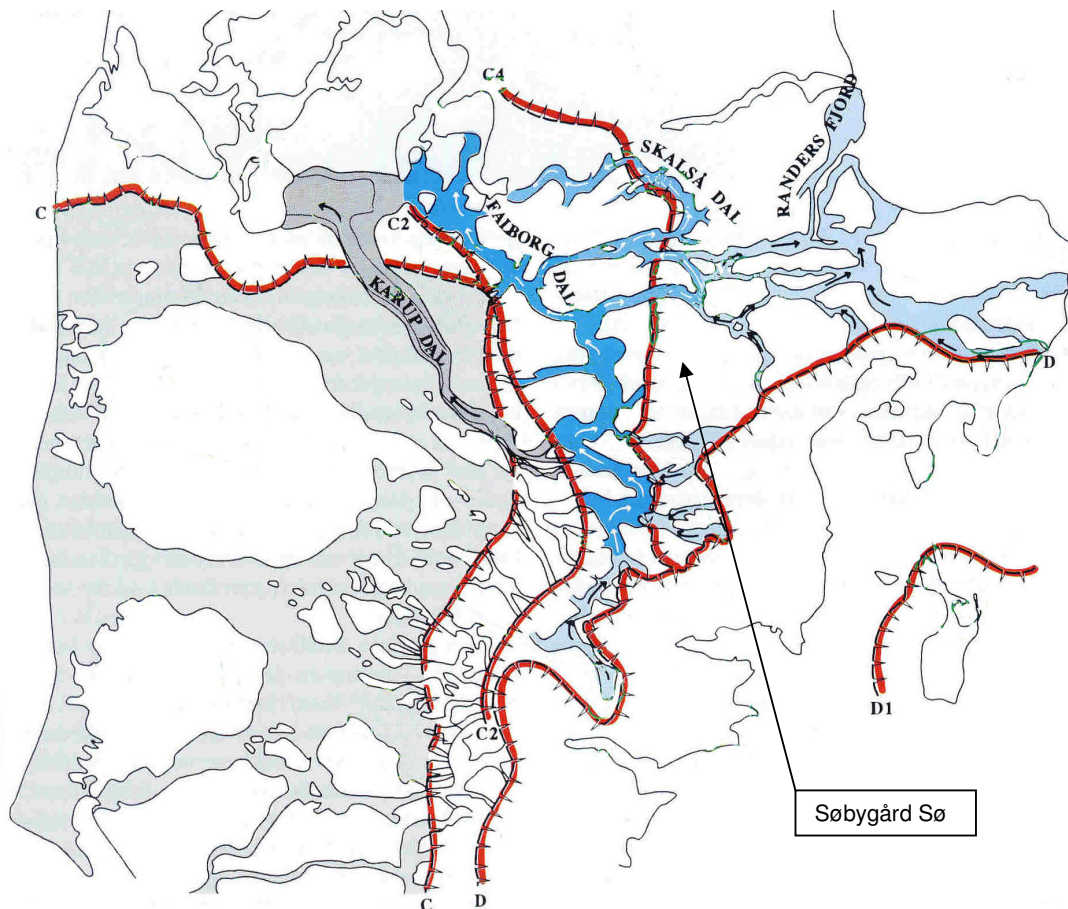 C4
SKALSÅ DAL
RANDERS FJORD
C
C2
FALBORG DAL
KARUP DAL
D
D1
C2
Søbygård Sø
C
D